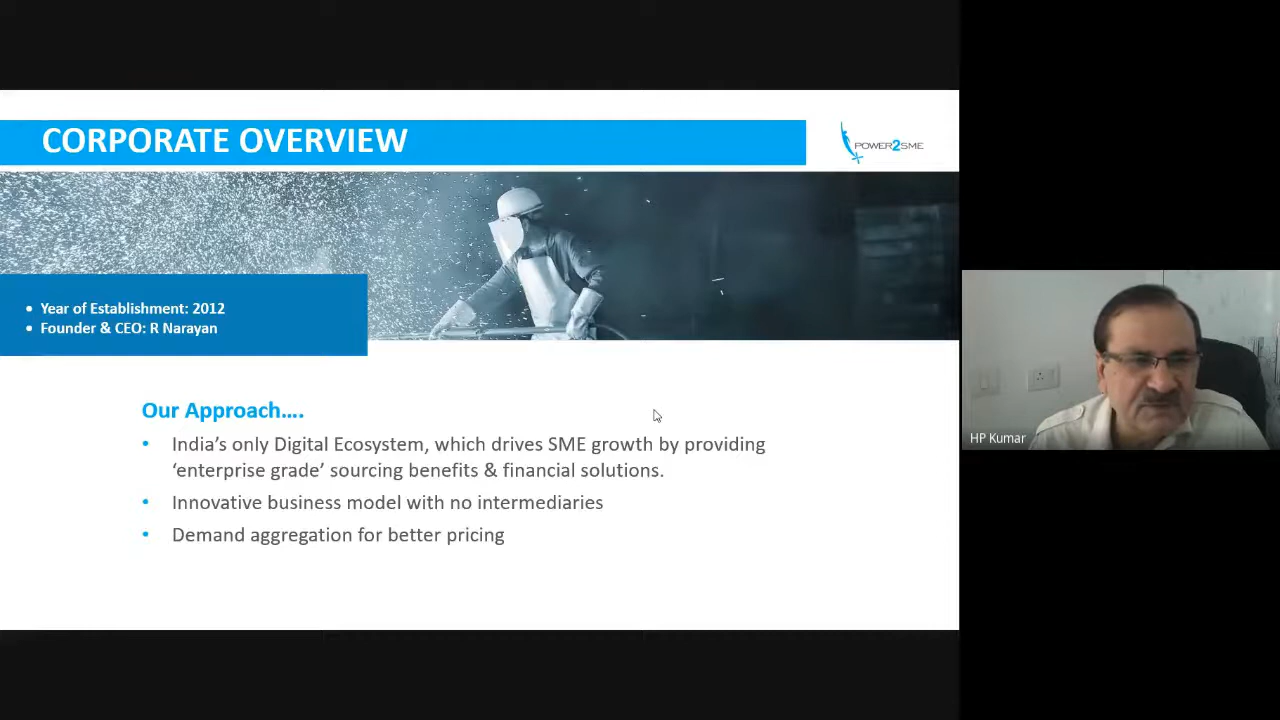 CORPORATE OVERVIEW
POWER2SME
• Year of Establishment: 2012
• Founder & CEO: R Narayan
Our Approach....
• India's only Digital Ecosystem, which drives SME growth by providing
‘enterprise grade’ sourcing benefits & financial solutions.
• Innovative business model with no intermediaries
• Demand aggregation for better pricing
HP Kumar